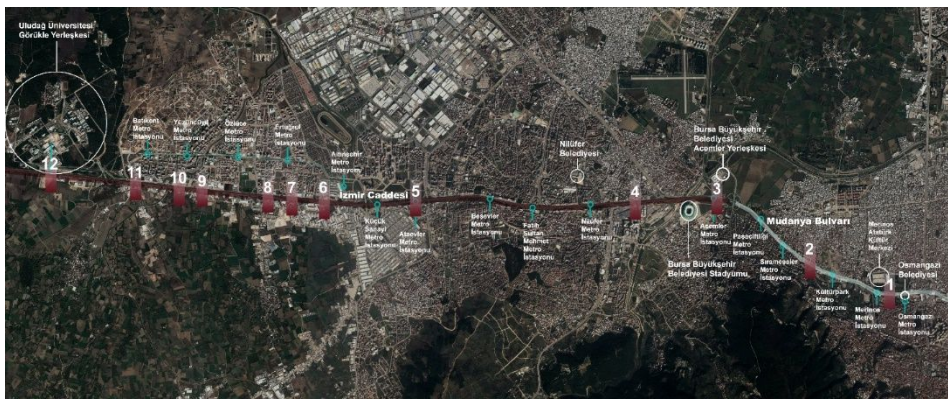 Uludağ Üniversitesi
Görükle Yerleşkesi
Batıkent
Metro
İstasyonu
Yüzüncüyıl
Metro
İstasyonu
Özlüce
Metro
İstasyonu
Ertuğrul
Metro
İstasyonu
Altınşehir
Metro
İstasyonu
12
11
10
9
8
7
6
İzmir Caddesi
5
Küçük
Sanayi
Metro
İstasyonu
Ataevler
Metro
İstasyonu
Beşevler
Metro
İstasyonu
Fatih
Sultan
Mehmet
Metro
İstasyonu
Nilüfer
Belediyesi
Nilüfer
Metro
İstasyonu
4
Bursa Büyükşehir
Belediyesi
Acemler Yerleşkesi
3
Acemler
Metro
İstasyonu
Bursa Büyükşehir
Belediyesi Stadyumu
Mudanya Bulvarı
Paşaçiftliği
Metro
İstasyonu
Sırameşeler
Metro
İstasyonu
2
Kültürpark
Metro
İstasyonu
Merinos
Atatürk
Kültür
Merkezi
Merinos
Metro
İstasyonu
1
Osmangazi
Belediyesi
Osmangazi
Metro
İstasyonu